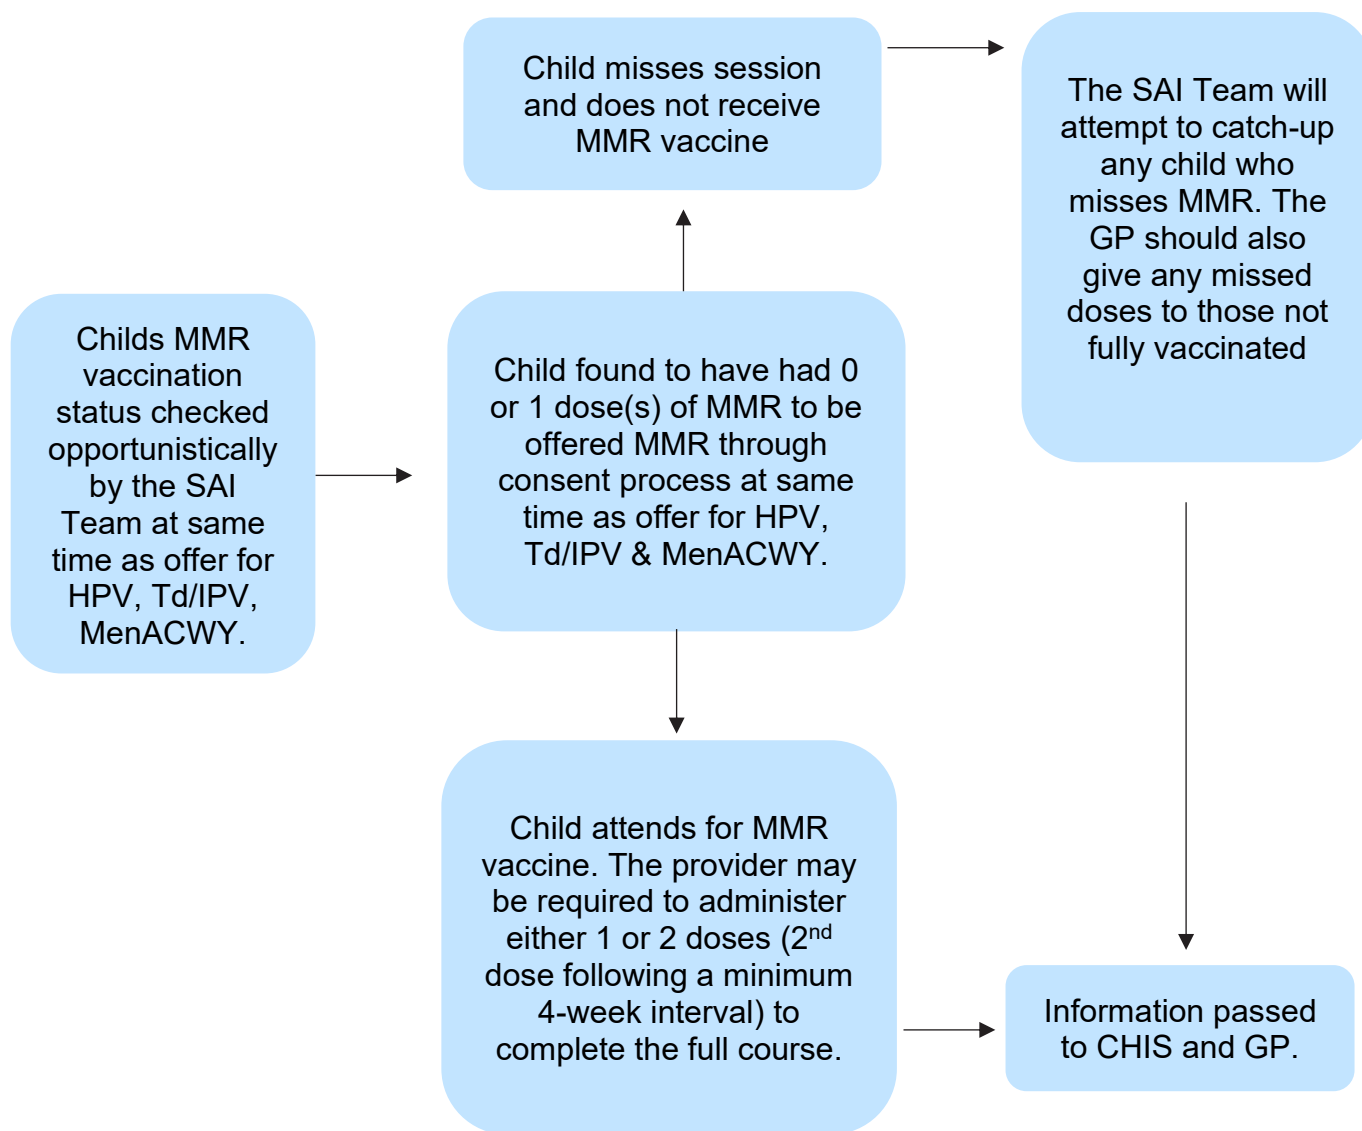 Child misses session
and does not receive
MMR vaccine
The SAI Team will
attempt to catch-up
any child who
misses MMR. The
GP should also
give any missed
doses to those not
fully vaccinated
Childs MMR
vaccination
status checked
opportunistically
by the SAI
Team at same
time as offer for
HPV, Td/IPV,
MenACWY.
Child found to have had 0
or 1 dose(s) of MMR to be
offered MMR through
consent process at same
time as offer for HPV,
Td/IPV & MenACWY.
Child attends for MMR
vaccine. The provider may
be required to administer
either 1 or 2 doses (2nd
dose following a minimum
4-week interval) to
complete the full course.
Information passed
to CHIS and GP.